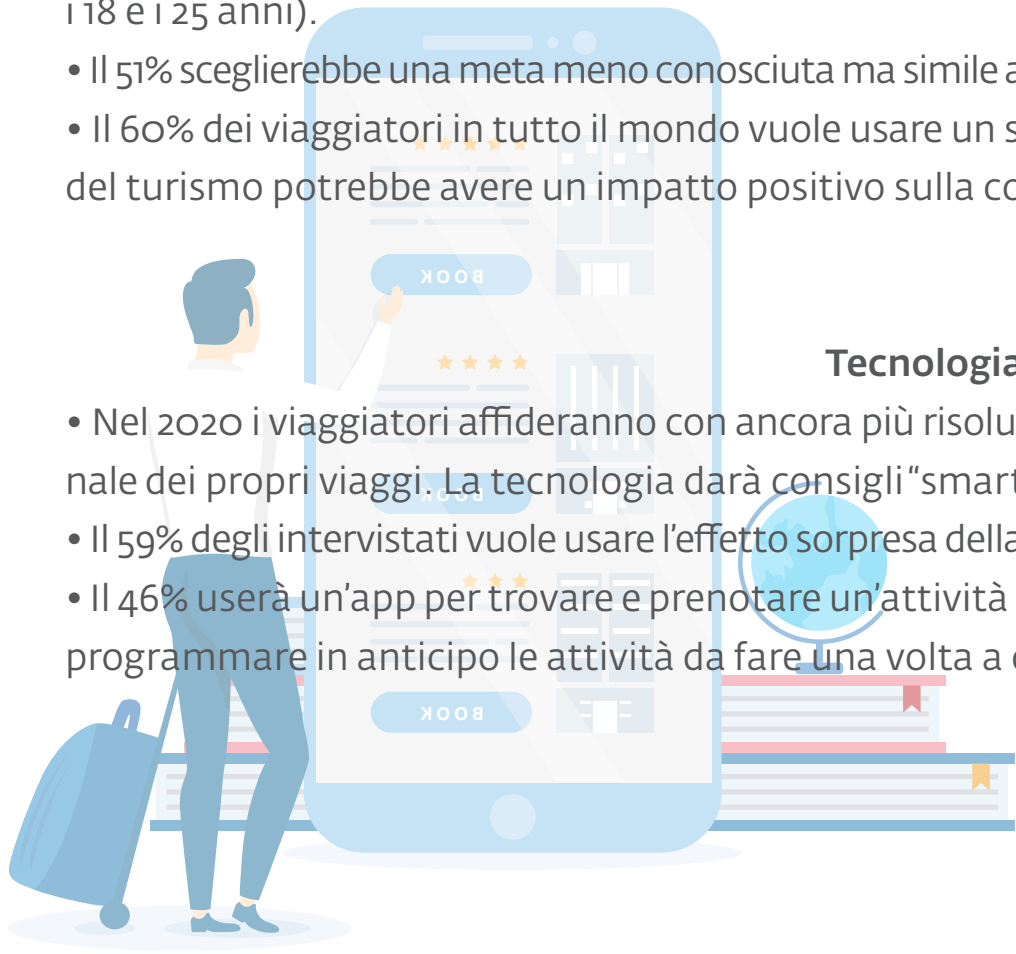 i 18 e i 25 anni).
• Il 51% sceglierebbe una meta meno conosciuta ma simile a
• Il 60% dei viaggiatori in tutto il mondo vuole usare un s
del turismo potrebbe avere un impatto positivo sulla co
BOOK
Tecnologia
• Nel 2020 i viaggiatori affideranno con ancora più risolu
nale dei propri viaggi. La tecnologia darà consigli “smart
BOOK
• Il 59% degli intervistati vuole usare l’effetto sorpresa della
• Il 46% userà un’app per trovare e prenotare un’attività
programmare in anticipo le attività da fare una volta a
BOOK